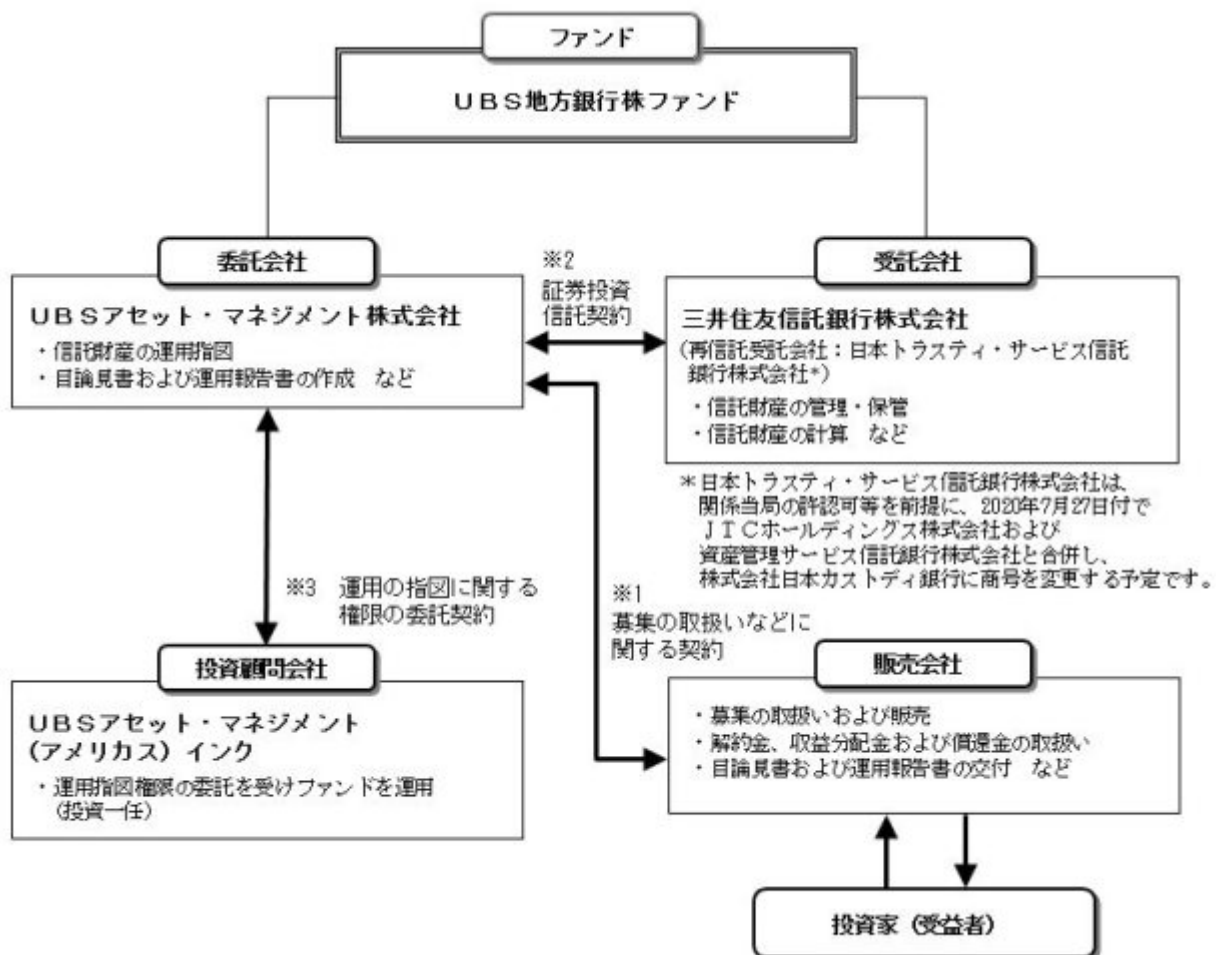 ファンド
UBS地方銀行株ファンド
委託会社
UBSアセット・マネジメント株式会社
・信託財産の運用指図
・目論見書および運用報告書の作成 など
※2
証券投資
信託契約
受託会社
三井住友信託銀行株式会社
(再信託受託会社:日本トラスティ・サービス信託
銀行株式会社*)
・信託財産の管理・保管
・信託財産の計算 など
*日本トラスティ・サービス信託銀行株式会社は、
関係当局の許認可等を前提に、2020年7月27日付で
JTCホールディングス株式会社および
資産管理サービス信託銀行株式会社と合併し、
株式会社日本カストディ銀行に商号を変更する予定です。
※3 運用の指図に関する
権限の委託契約
※1
募集の取扱いなどに
関する契約
投資顧問会社
UBSアセット・マネジメント
(アメリカス)インク
・運用指図権限の委託を受けファンドを運用
(投資一任)
販売会社
・募集の取扱いおよび販売
・解約金、収益分配金および償還金の取扱い
・目論見書および運用報告書の交付 など
投資家(受益者)